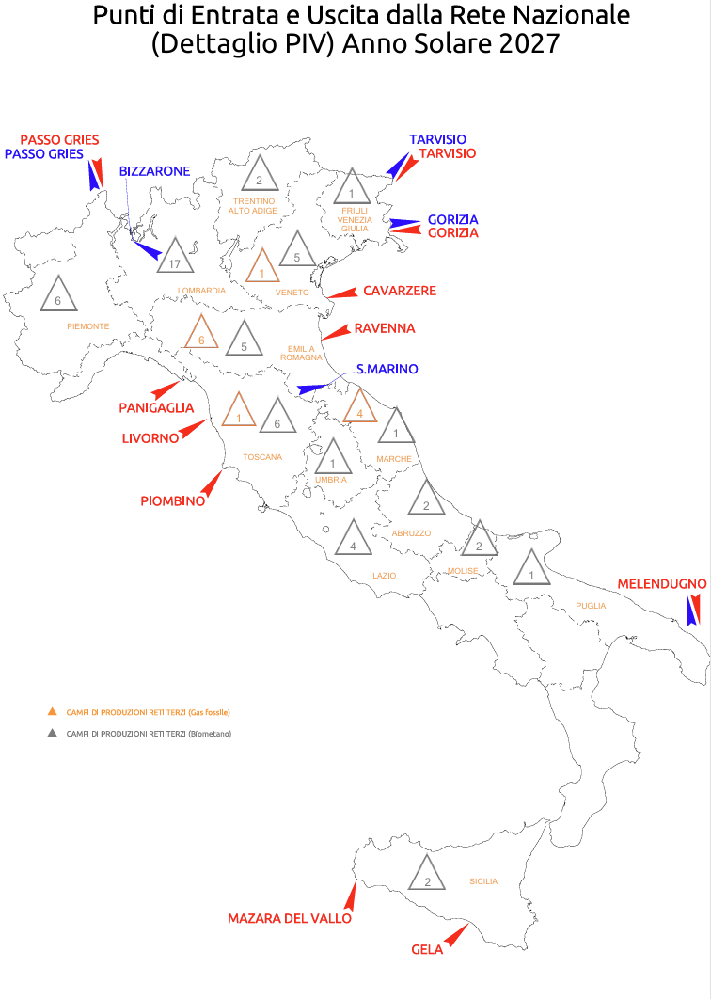 Punti di Entrata e Uscita dalla Rete Nazionale
(Dettaglio PIV) Anno Solare 2027
PASSO GRIES
PASSO GRIES
BIZZARONE
TARVISIO
TARVISIO
2
TRENTINO
ALTO ADIGE
1
FRIULI
VENEZIA
GIULIA
GORIZIA
GORIZIA
17
LOMBARDIA
1
5
VENETO
CAVARZERE
6
PIEMONTE
6
5
EMILIA
ROMAGNA
RAVENNA
S.MARINO
PANIGAGLIA
LIVORNO
PIOMBINO
1
6
TOSCANA
4
1
MARCHE
1
UMBRIA
2
ABRUZZO
4
LAZIO
2
MOLISE
1
PUGLIA
MELENDUGNO
CAMPI DI PRODUZIONI RETI TERZI (Gas fossile)
CAMPI DI PRODUZIONI RETI TERZI (Biometano)
2
SICILIA
MAZARA DEL VALLO
GELA